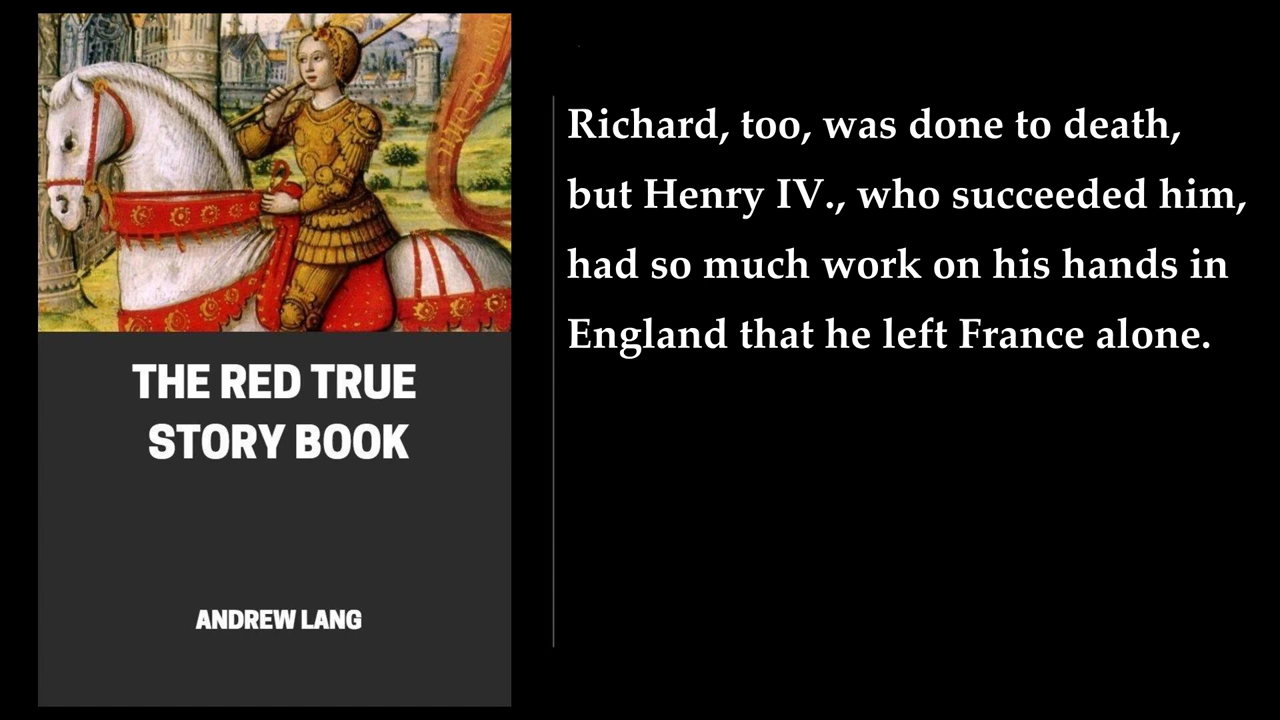 THE RED TRUE
STORY BOOK
ANDREW LANG
Richard, too, was done to death,
but Henry IV., who succeeded him,
had so much work on his hands in
England that he left France alone.